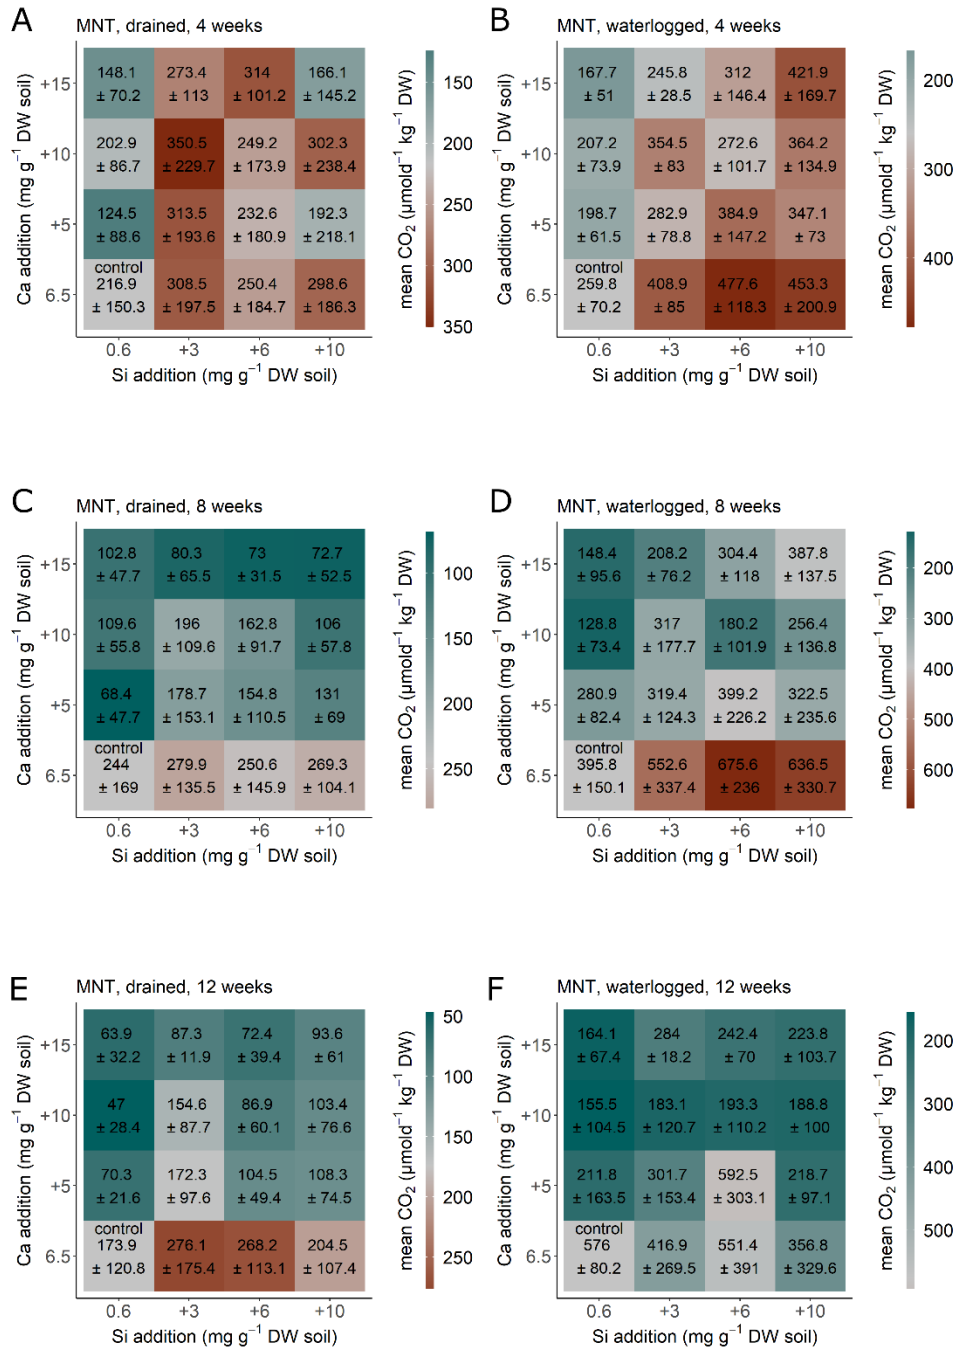 A
MNT, drained, 4 weeks
Ca addition (mg g⁻¹ DW soil)
+15
+10
+5
6.5
148.1 273.4 314 166.1
± 70.2 ± 113 ± 101.2 ± 145.2
202.9 350.5 249.2 302.3
± 86.7 ± 229.7 ± 173.9 ± 238.4
124.5 313.5 232.6 192.3
± 88.6 ± 193.6 ± 180.9 ± 218.1
control
216.9 308.5 250.4 298.6
± 150.3 ± 197.5 ± 184.7 ± 186.3
0.6 +3 +6 +10
Si addition (mg g⁻¹ DW soil)
mean CO₂ (µmold⁻¹ kg⁻¹ DW)
150
200
250
300
350
B
MNT, waterlogged, 4 weeks
Ca addition (mg g⁻¹ DW soil)
+15
+10
+5
6.5
167.7 245.8 312 421.9
± 51 ± 28.5 ± 146.4 ± 169.7
207.2 354.5 272.6 364.2
± 73.9 ± 83 ± 101.7 ± 134.9
198.7 282.9 384.9 347.1
± 61.5 ± 78.8 ± 147.2 ± 73
control
259.8 408.9 477.6 453.3
± 70.2 ± 85 ± 118.3 ± 200.9
0.6 +3 +6 +10
Si addition (mg g⁻¹ DW soil)
mean CO₂ (µmold⁻¹ kg⁻¹ DW)
200
300
400
C
MNT, drained, 8 weeks
Ca addition (mg g⁻¹ DW soil)
+15
+10
+5
6.5
102.8 80.3 73 72.7
± 47.7 ± 65.5 ± 31.5 ± 52.5
109.6 196 162.8 106
± 55.8 ± 109.6 ± 91.7 ± 57.8
68.4 178.7 154.8 131
± 47.7 ± 153.1 ± 110.5 ± 69
control
244 279.9 250.6 269.3
± 169 ± 135.5 ± 145.9 ± 104.1
0.6 +3 +6 +10
Si addition (mg g⁻¹ DW soil)
mean CO₂ (µmold⁻¹ kg⁻¹ DW)
100
150
200
250
D
MNT, waterlogged, 8 weeks
Ca addition (mg g⁻¹ DW soil)
+15
+10
+5
6.5
148.4 208.2 304.4 387.8
± 95.6 ± 76.2 ± 118 ± 137.5
128.8 317 180.2 256.4
± 73.4 ± 177.7 ± 101.9 ± 136.8
280.9 319.4 399.2 322.5
± 82.4 ± 124.3 ± 226.2 ± 235.6
control
395.8 552.6 675.6 636.5
± 150.1 ± 337.4 ± 236 ± 330.7
0.6 +3 +6 +10
Si addition (mg g⁻¹ DW soil)
mean CO₂ (µmold⁻¹ kg⁻¹ DW)
200
300
400
500
600
E
MNT, drained, 12 weeks
Ca addition (mg g⁻¹ DW soil)
+15
+10
+5
6.5
63.9 87.3 72.4 93.6
± 32.2 ± 11.9 ± 39.4 ± 61
47 154.6 86.9 103.4
± 28.4 ± 87.7 ± 60.1 ± 76.6
70.3 172.3 104.5 108.3
± 21.6 ± 97.6 ± 49.4 ± 74.5
control
173.9 276.1 268.2 204.5
± 120.8 ± 175.4 ± 113.1 ± 107.4
0.6 +3 +6 +10
Si addition (mg g⁻¹ DW soil)
mean CO₂ (µmold⁻¹ kg⁻¹ DW)
50
100
150
200
250
F
MNT, waterlogged, 12 weeks
Ca addition (mg g⁻¹ DW soil)
+15
+10
+5
6.5
164.1 284 242.4 223.8
± 67.4 ± 18.2 ± 70 ± 103.7
155.5 183.1 193.3 188.8
± 104.5 ± 120.7 ± 110.2 ± 100
211.8 301.7 592.5 218.7
± 163.5 ± 153.4 ± 303.1 ± 97.1
control
576 416.9 551.4 356.8
± 80.2 ± 269.5 ± 391 ± 329.6
0.6 +3 +6 +10
Si addition (mg g⁻¹ DW soil)
mean CO₂ (µmold⁻¹ kg⁻¹ DW)
200
300
400
500